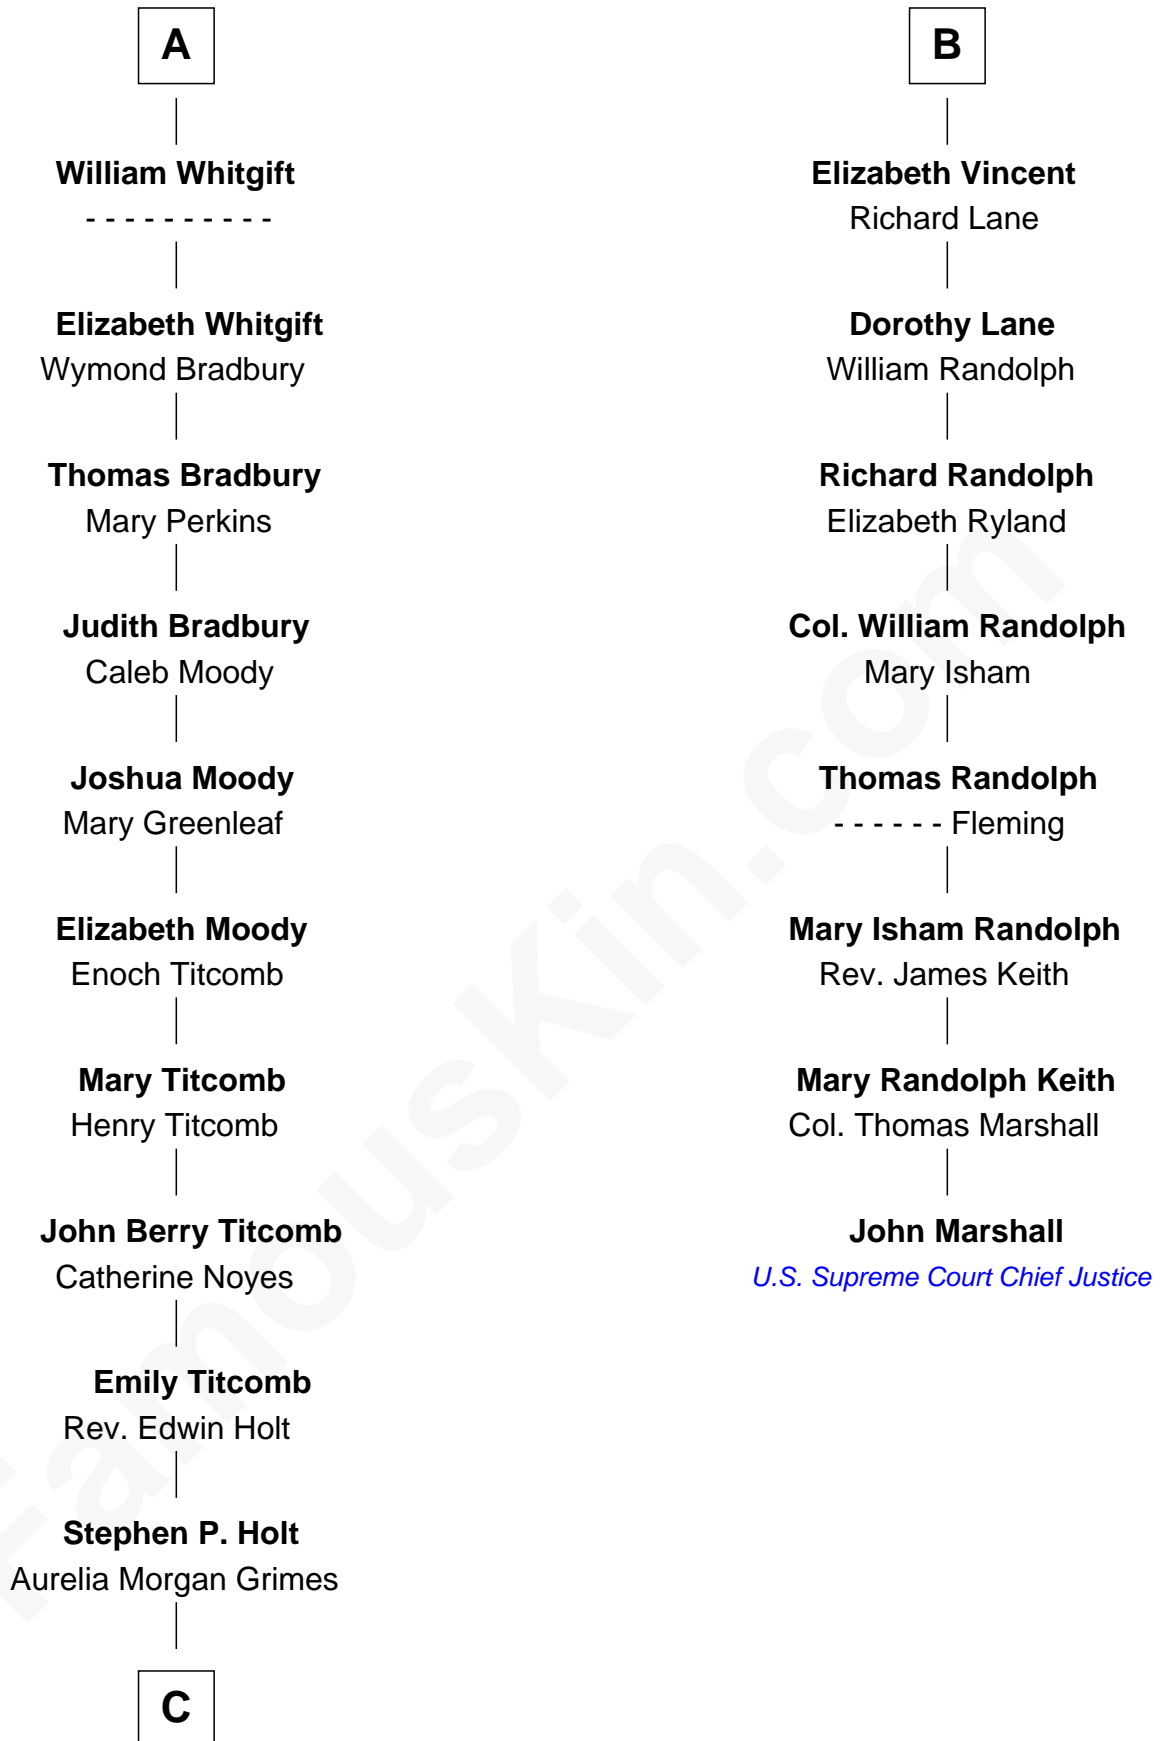 A
William Whitgift
- - - - - - - - - -
Elizabeth Whitgift
Wymond Bradbury
Thomas Bradbury
Mary Perkins
Judith Bradbury
Caleb Moody
Joshua Moody
Mary Greenleaf
Elizabeth Moody
Enoch Titcomb
Mary Titcomb
Henry Titcomb
John Berry Titcomb
Catherine Noyes
Emily Titcomb
Rev. Edwin Holt
Stephen P. Holt
Aurelia Morgan Grimes
C
B
Elizabeth Vincent
Richard Lane
Dorothy Lane
William Randolph
Richard Randolph
Elizabeth Ryland
Col. William Randolph
Mary Isham
Thomas Randolph
- - - - - - Fleming
Mary Isham Randolph
Rev. James Keith
Mary Randolph Keith
Col. Thomas Marshall
John Marshall
U.S. Supreme Court Chief Justice
FamousKin.com